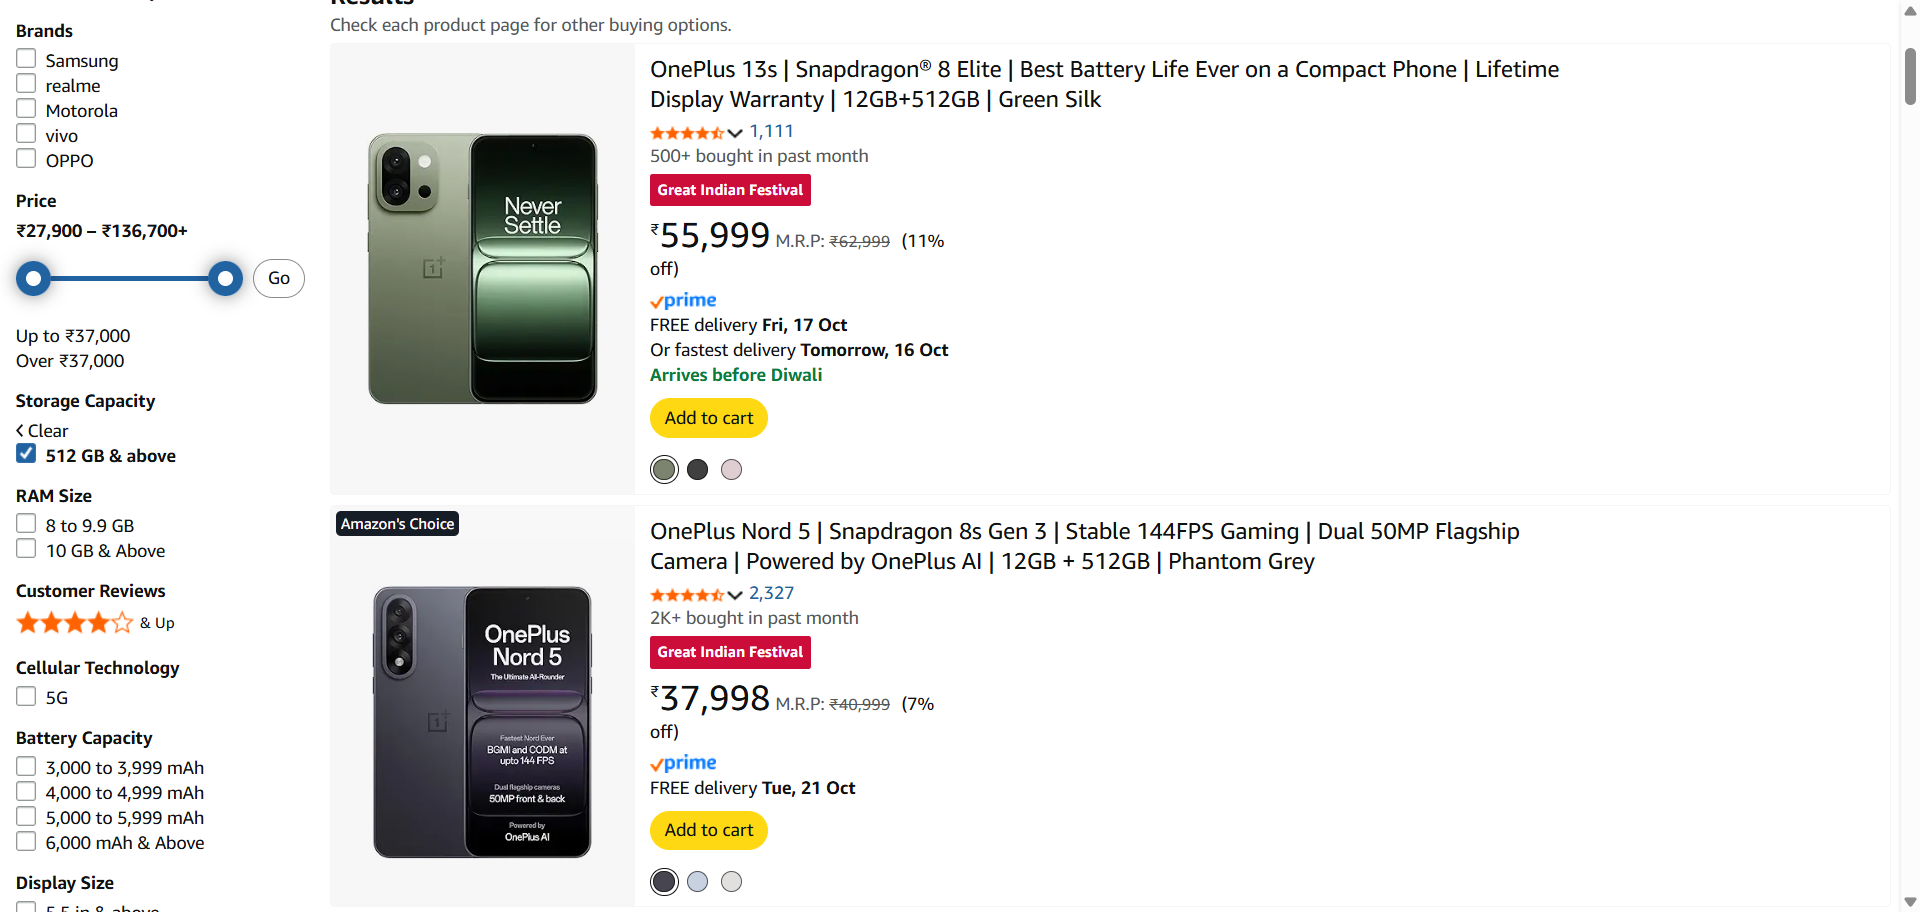 Results
Check each product page for other buying options.
Brands
Samsung
realme
Motorola
vivo
OPPO
Price
₹27,900 – ₹136,700+
Go
Up to ₹37,000
Over ₹37,000
Storage Capacity
Clear
512 GB & above
RAM Size
8 to 9.9 GB
10 GB & Above
Customer Reviews
& Up
Cellular Technology
5G
Battery Capacity
3,000 to 3,999 mAh
4,000 to 4,999 mAh
5,000 to 5,999 mAh
6,000 mAh & Above
Display Size
5.5 in & above
Never
Settle
OnePlus 13s | Snapdragon® 8 Elite | Best Battery Life Ever on a Compact Phone | Lifetime
Display Warranty | 12GB+512GB | Green Silk
1,111
500+ bought in past month
Great Indian Festival
₹55,999 M.R.P: ₹62,999 (11%
off)
prime
FREE delivery Fri, 17 Oct
Or fastest delivery Tomorrow, 16 Oct
Arrives before Diwali
Add to cart
Amazon's Choice
OnePlus
Nord 5
The Ultimate All-Rounder
Fastest Nord Ever
BGMI and CODM at
upto 144 FPS
Dual flagship cameras
50MP front & back
Powered by
OnePlus AI
OnePlus Nord 5 | Snapdragon 8s Gen 3 | Stable 144FPS Gaming | Dual 50MP Flagship
Camera | Powered by OnePlus AI | 12GB + 512GB | Phantom Grey
2,327
2K+ bought in past month
Great Indian Festival
₹37,998 M.R.P: ₹40,999 (7%
off)
prime
FREE delivery Tue, 21 Oct
Add to cart